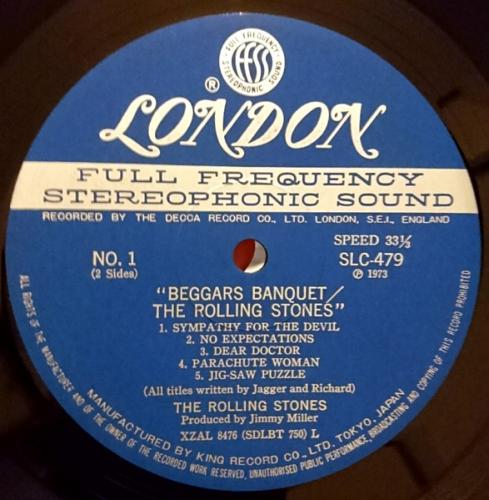 FULL FREQUENCY
ffss
STEREOPHONIC SOUND
®
LONDON
FULL FREQUENCY
STEREOPHONIC SOUND
RECORDED BY THE DECCA RECORD CO., LTD. LONDON, S.E.I., ENGLAND
SPEED 33⅓
NO. 1
SLC-479
(2 Sides)
℗ 1973
"BEGGARS BANQUET/
THE ROLLING STONES"
1. SYMPATHY FOR THE DEVIL
2. NO EXPECTATIONS
3. DEAR DOCTOR
4. PARACHUTE WOMAN
5. JIG-SAW PUZZLE
(All titles written by Jagger and Richard)
THE ROLLING STONES
Produced by Jimmy Miller
XZAL 8476 (SDLBT 750) L
MANUFACTURED BY KING RECORD CO., LTD. TOKYO, JAPAN
ALL RIGHTS OF THE MANUFACTURER AND OF THE OWNER OF THE RECORDED WORK RESERVED, UNAUTHORISED PUBLIC PERFORMANCE, BROADCASTING AND COPYING OF THIS RECORD PROHIBITED